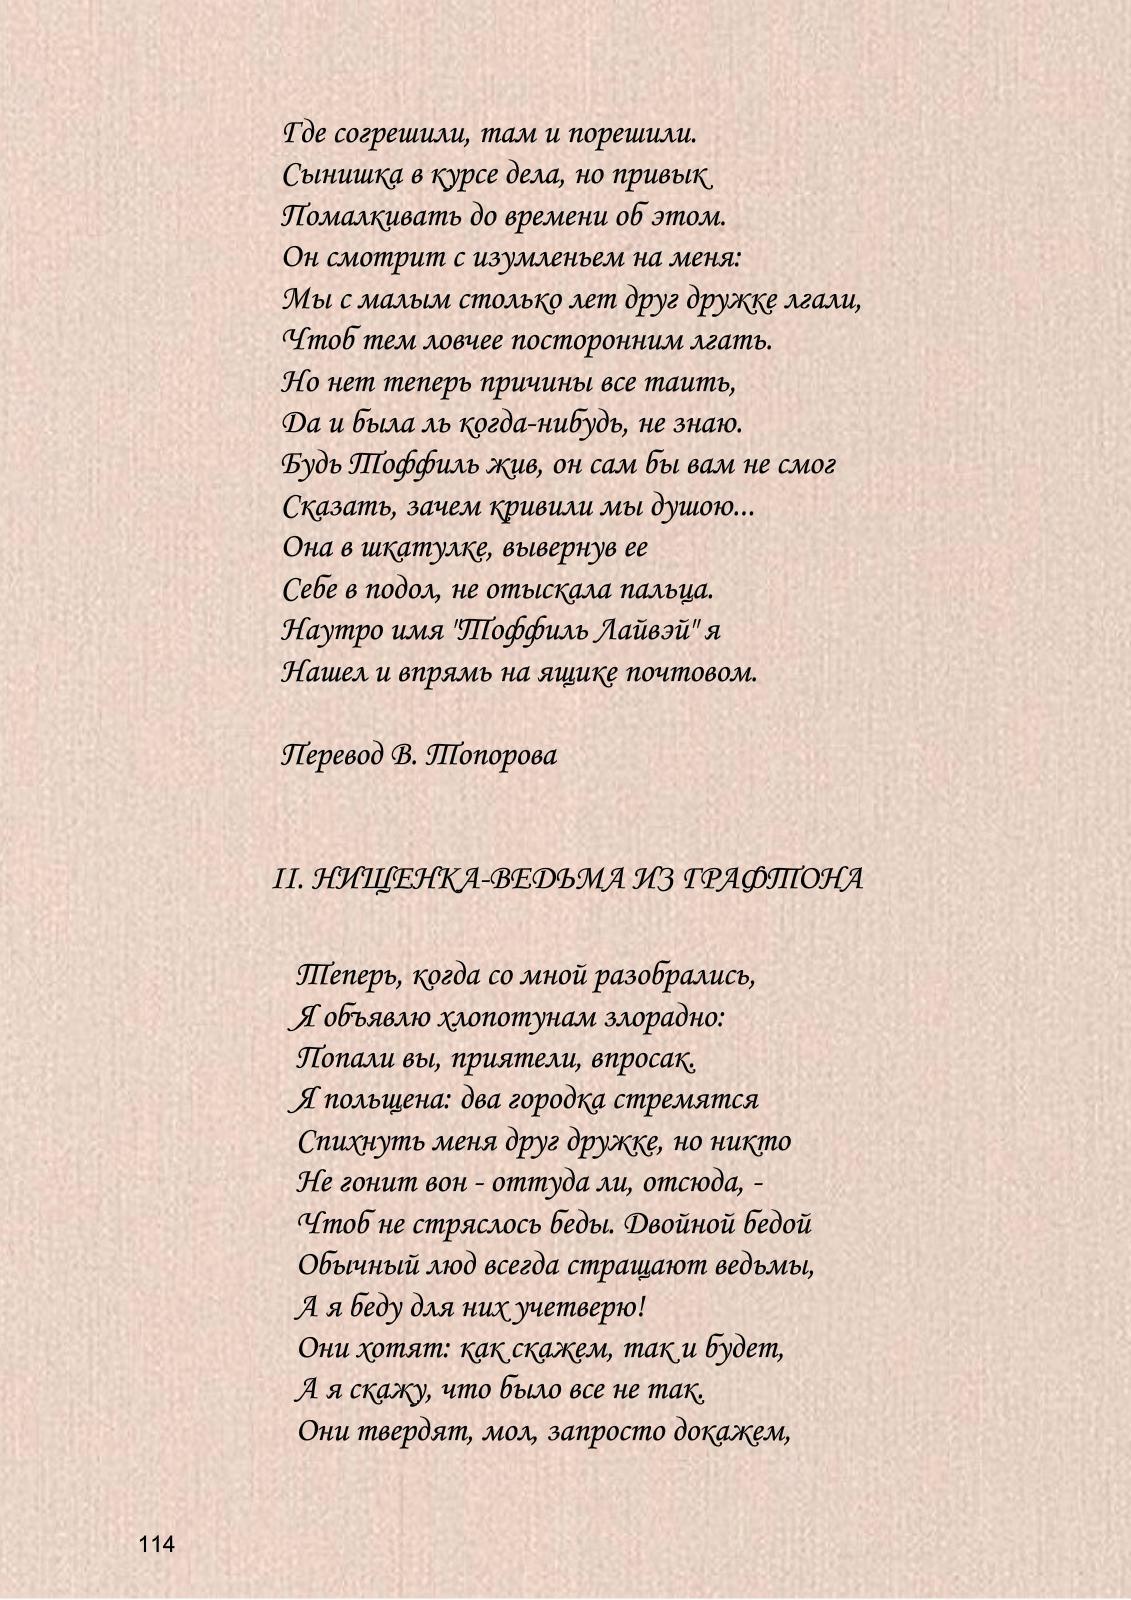 Где согрешили, там и порешили.
Сынишка в курсе дела, но привык
Помалкивать до времени об этом.
Он смотрит с изумленьем на меня:
Мы с малым столько лет друг дружке лгали,
Чтоб тем ловчее посторонним лгать.
Но нет теперь причины все таить,
Да и была ль когда-нибудь, не знаю.
Будь Тоффиль жив, он сам бы вам не смог
Сказать, зачем кривили мы душою...
Она в шкатулке, вывернув ее
Себе в подол, не отыскала пальца.
Наутро имя "Тоффиль Лайвэй" я
Нашел и впрямь на ящике почтовом.
Перевод В. Топорова
II. НИЩЕНКА-ВЕДЬМА ИЗ ГРАФТОНА
Теперь, когда со мной разобрались,
Я объявлю хлопотунам злорадно:
Попали вы, приятели, впросак.
Я польщена: два городка стремятся
Спихнуть меня друг дружке, но никто
Не гонит вон - оттуда ли, отсюда, -
Чтоб не стряслось беды. Двойной бедой
Обычный люд всегда стращают ведьмы,
А я беду для них учетверю!
Они хотят: как скажем, так и будет,
А я скажу, что было все не так.
Они твердят, мол, запросто докажем,
114